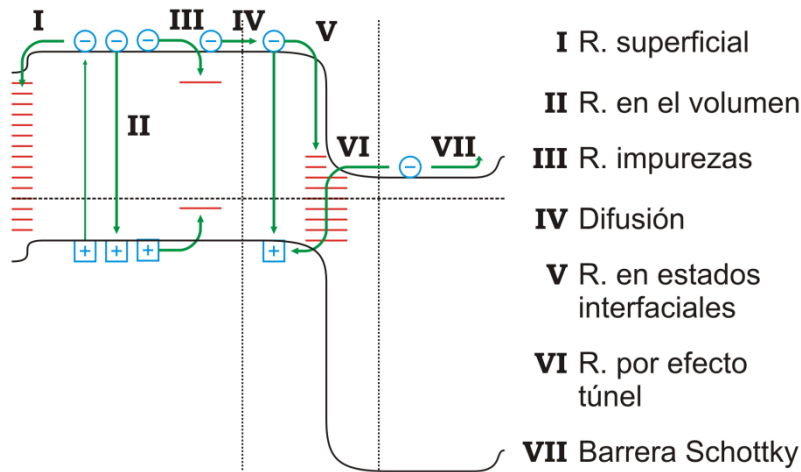 I
III
IV
V
II
VI
VII
I R. superficial
II R. en el volumen
III R. impurezas
IV Difusión
V R. en estados
interfaciales
VI R. por efecto
túnel
VII Barrera Schottky